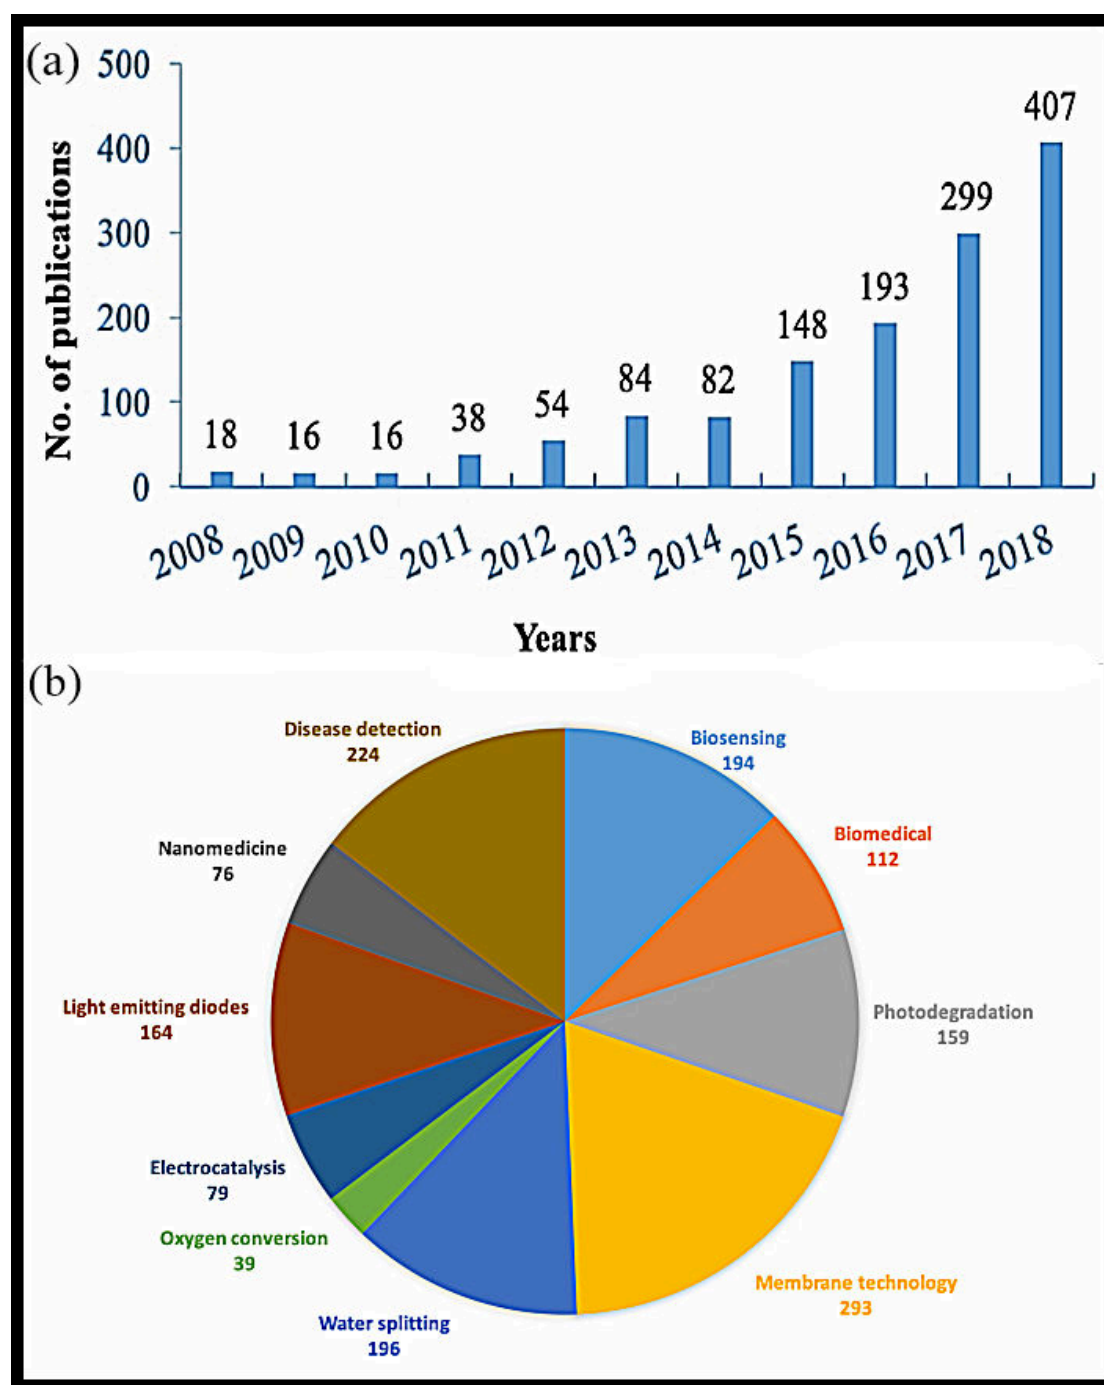 (a)
500
400
300
200
100
0
No. of publications
18
16
16
38
54
84
82
148
193
299
407
2008
2009
2010
2011
2012
2013
2014
2015
2016
2017
2018
Years
(b)
Disease detection
224
Biosensing
194
Biomedical
112
Nanomedicine
76
Photodegradation
159
Light emitting diodes
164
Electrocatalysis
79
Oxygen conversion
39
Membrane technology
293
Water splitting
196